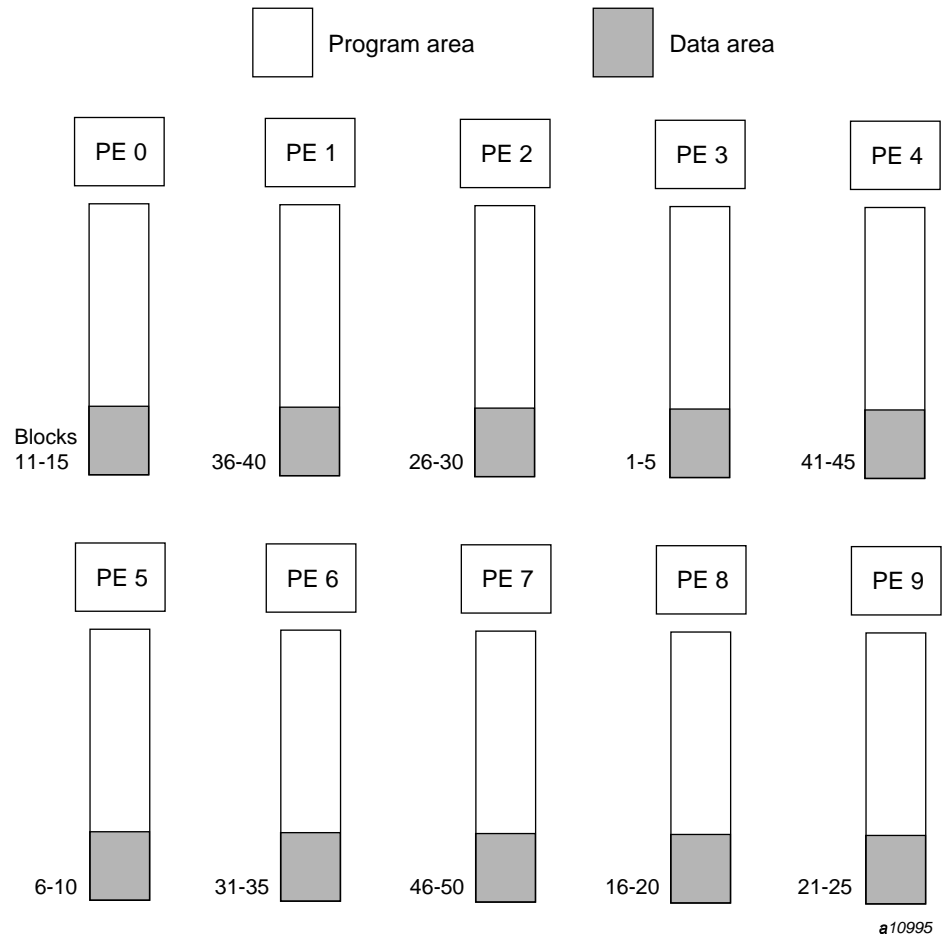 Program area
Data area
PE 0
PE 1
PE 2
PE 3
PE 4
Blocks
11-15
36-40
26-30
1-5
41-45
PE 5
PE 6
PE 7
PE 8
PE 9
6-10
31-35
46-50
16-20
21-25
a10995